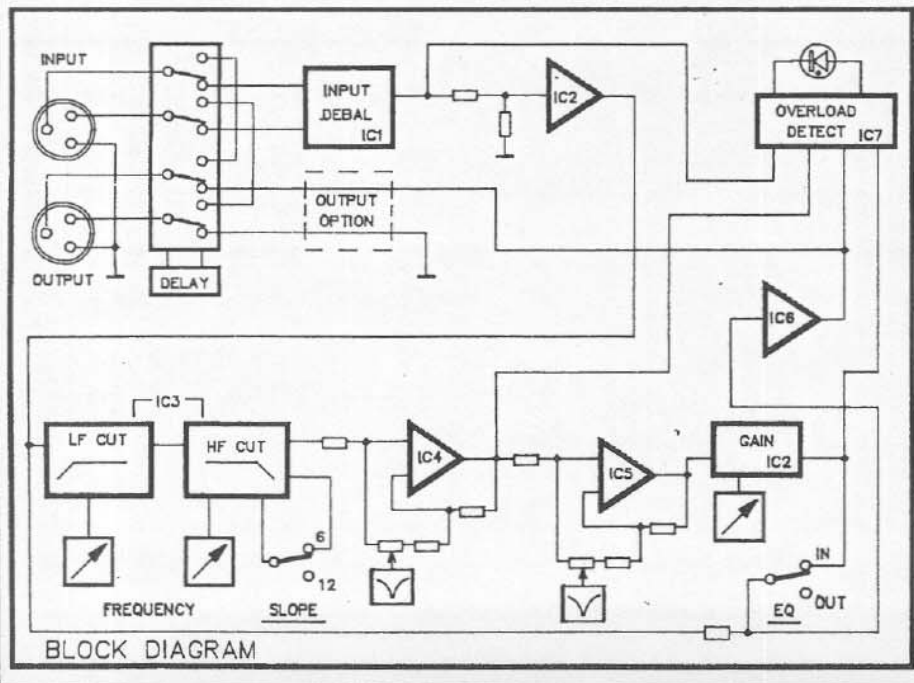 INPUT
INPUT
DEBAL
IC1
IC2
OVERLOAD
DETECT IC7
OUTPUT
OPTION
OUTPUT
DELAY
IC6
IC3
LF CUT
HF CUT
IC4
IC5
GAIN
IC2
6
12
IN
OUT
FREQUENCY
SLOPE
EQ
BLOCK DIAGRAM